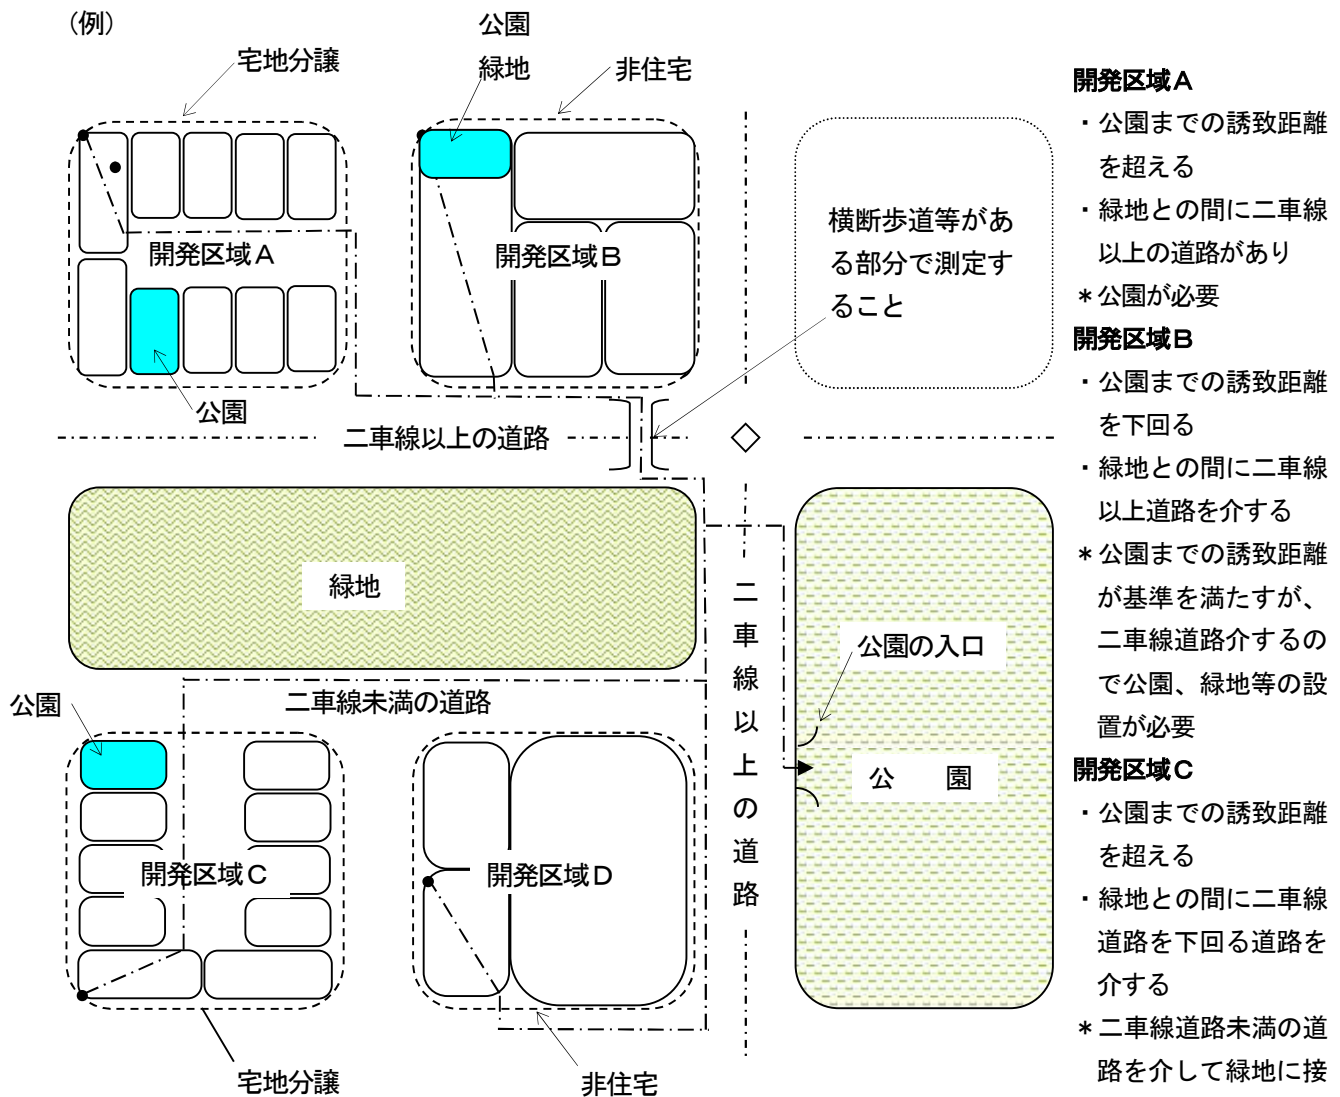 (例)
宅地分譲
公園
緑地
非住宅
開発区域A
開発区域B
横断歩道等があ
る部分で測定す
ること
公園
二車線以上の道路
緑地
二車線以上の道路
公園の入口
公　園
公園
二車線未満の道路
開発区域C
開発区域D
宅地分譲
非住宅
開発区域A
・公園までの誘致距離
を超える
・緑地との間に二車線
以上の道路があり
*公園が必要
開発区域B
・公園までの誘致距離
を下回る
・緑地との間に二車線
以上道路を介する
*公園までの誘致距離
が基準を満たすが、
二車線道路介するの
で公園、緑地等の設
置が必要
開発区域C
・公園までの誘致距離
を超える
・緑地との間に二車線
道路を下回る道路を
介する
*二車線道路未満の道
路を介して緑地に接